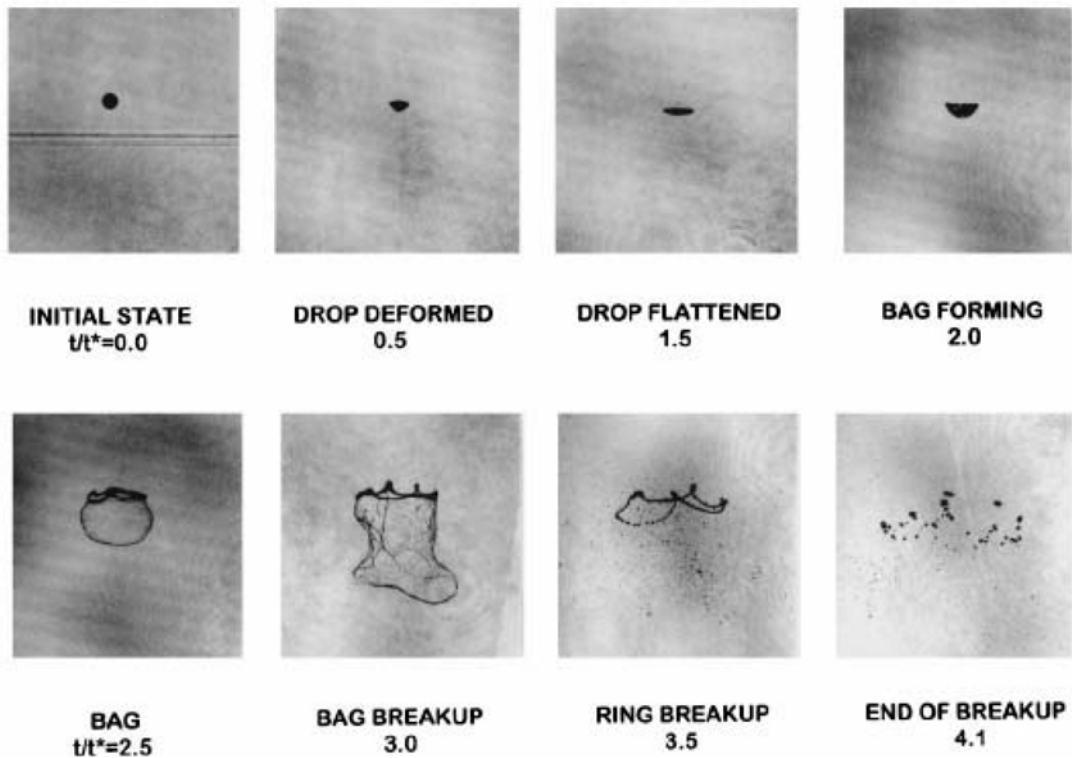 INITIAL STATE
t/t*=0.0
DROP DEFORMED
0.5
DROP FLATTENED
1.5
BAG FORMING
2.0
BAG
t/t*=2.5
BAG BREAKUP
3.0
RING BREAKUP
3.5
END OF BREAKUP
4.1